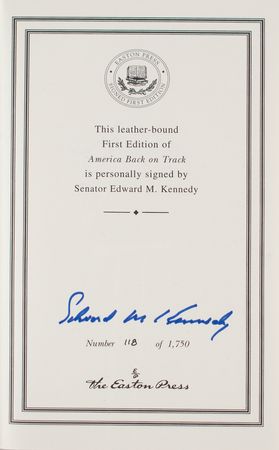 EASTON PRESS
SIGNED FIRST EDITION
This leather-bound
First Edition of
America Back on Track
is personally signed by
Senator Edward M. Kennedy
Edward M Kennedy
Number 118 of 1,750
The Easton Press